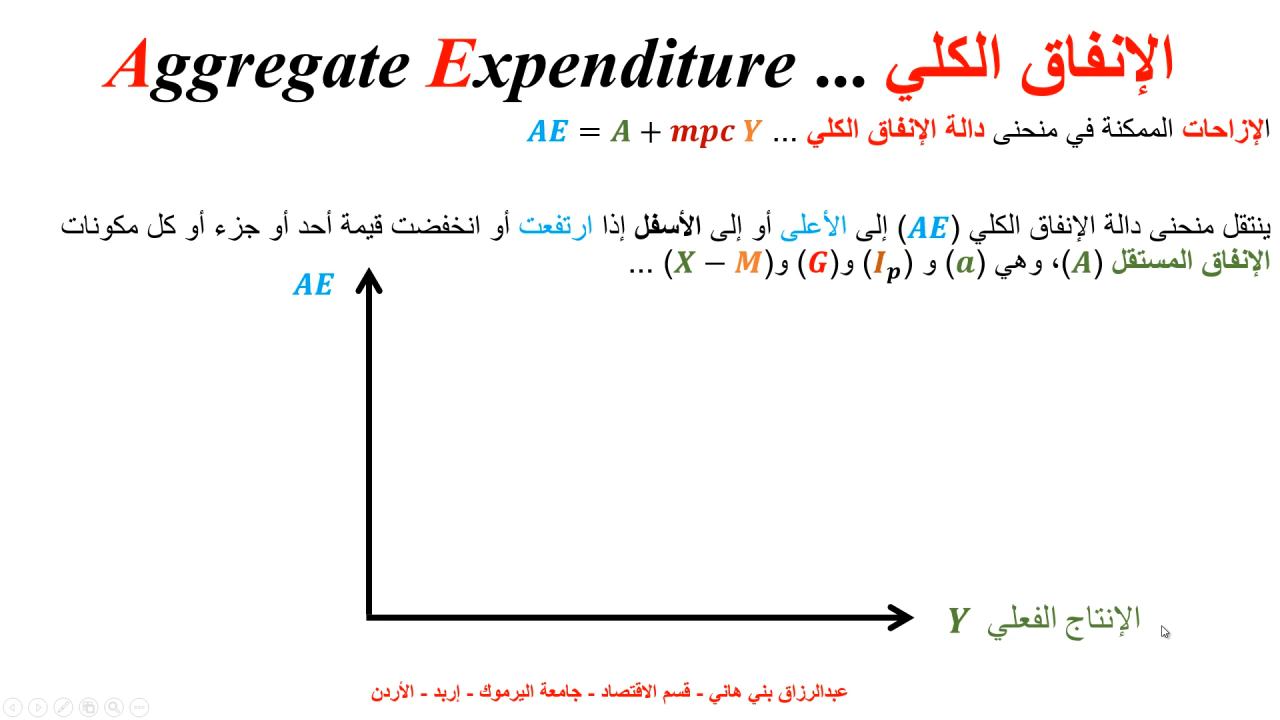 الإنفاق الكلي ... Aggregate Expenditure
الإزاحات الممكنة في منحنى دالة الإنفاق الكلي ... AE = A + mpc Y
ينتقل منحنى دالة الإنفاق الكلي (AE) إلى الأعلى أو إلى الأسفل إذا ارتفعت أو انخفضت قيمة أحد أو جزء أو كل مكونات
الإنفاق المستقل (A)، وهي (a) و (Iₚ) و(G) و(X − M) ...
AE
الإنتاج الفعلي Y
عبدالرزاق بني هاني - قسم الاقتصاد - جامعة اليرموك - إربد - الأردن